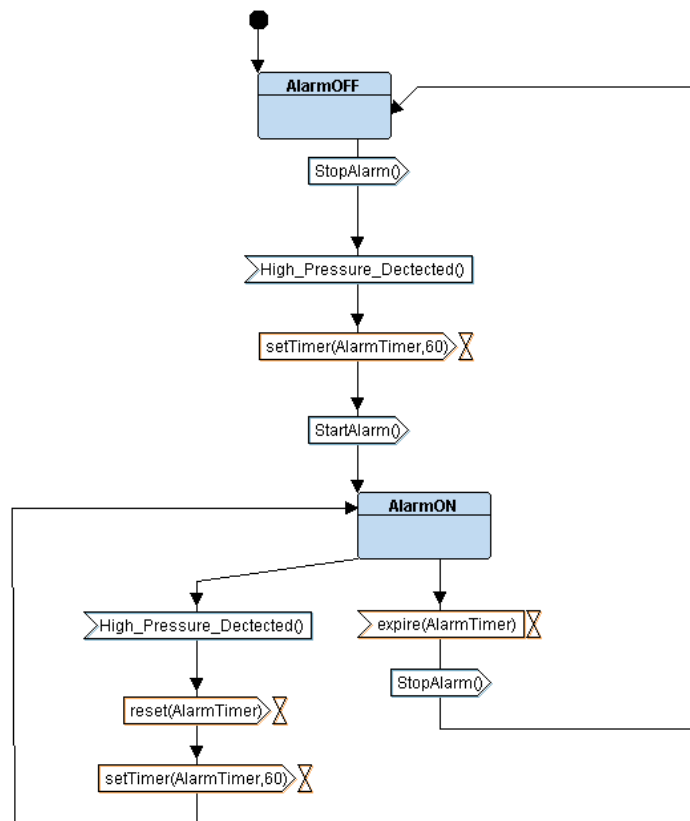 AlarmOFF
StopAlarm()
High_Pressure_Dectected()
setTimer(AlarmTimer,60)
StartAlarm()
AlarmON
High_Pressure_Dectected()
expire(AlarmTimer)
reset(AlarmTimer)
StopAlarm()
setTimer(AlarmTimer,60)